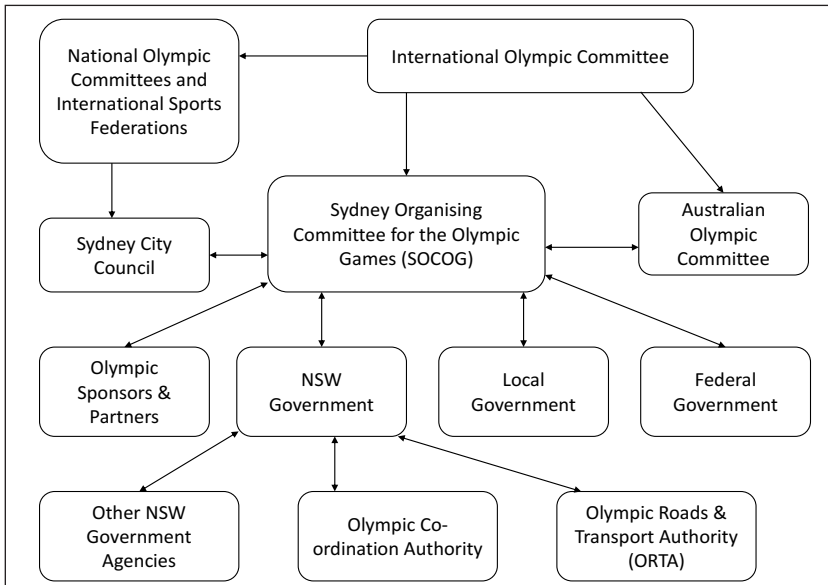 National Olympic
Committees and
International Sports
Federations
International Olympic Committee
Sydney City
Council
Sydney Organising
Committee for the Olympic
Games (SOCOG)
Australian
Olympic
Committee
Olympic
Sponsors &
Partners
NSW
Government
Local
Government
Federal
Government
Other NSW
Government
Agencies
Olympic Co-
ordination Authority
Olympic Roads &
Transport Authority
(ORTA)